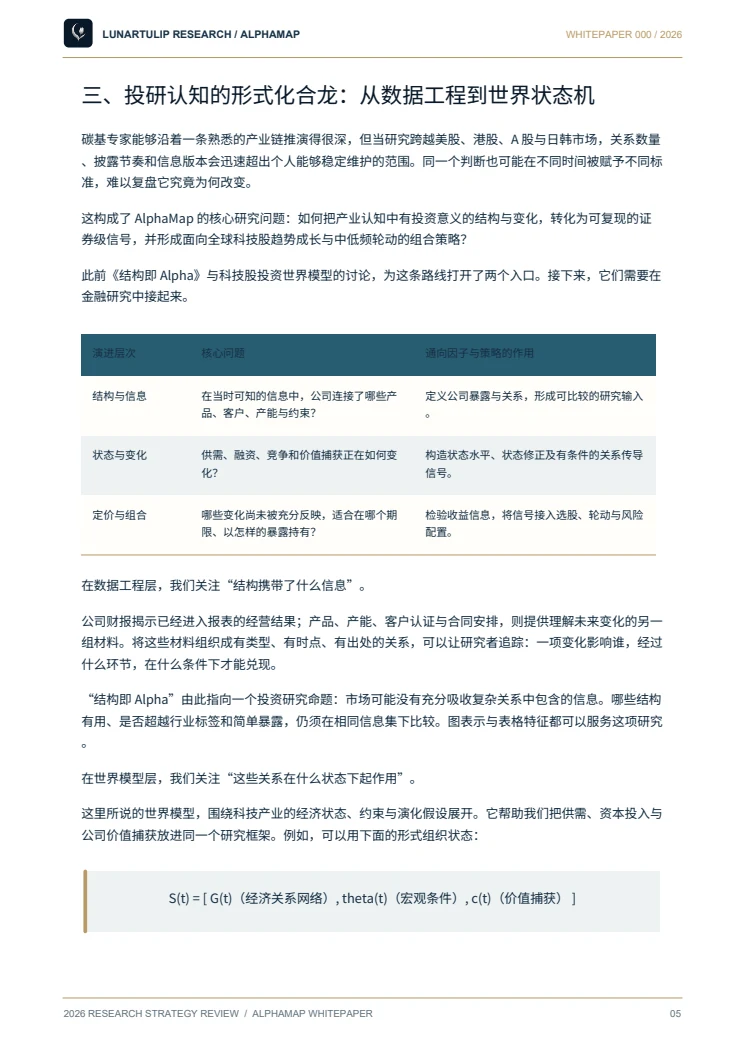 LUNARTULIP RESEARCH / ALPHAMAP
WHITEPAPER 000 / 2026
三、投研认知的形式化合龙：从数据工程到世界状态机
碳基专家能够沿着一条熟悉的产业链推演得很深，但当研究跨越美股、港股、A 股与日韩市场，关系数量
、披露节奏和信息版本会迅速超出个人能够稳定维护的范围。同一个判断也可能在不同时间被赋予不同标
准，难以复盘它究竟为何改变。
这构成了 AlphaMap 的核心研究问题：如何把产业认知中有投资意义的结构与变化，转化为可复现的证
券级信号，并形成面向全球科技股趋势成长与中低频轮动的组合策略？
此前《结构即 Alpha》与科技股投资世界模型的讨论，为这条路线打开了两个入口。接下来，它们需要在
金融研究中接起来。
演进层次
核心问题
通向因子与策略的作用
结构与信息
在当时可知的信息中，公司连接了哪些产
品、客户、产能与约束？
定义公司暴露与关系，形成可比较的研究输入
。
状态与变化
供需、融资、竞争和价值捕获正在如何变
化？
构造状态水平、状态修正及有条件的关系传导
信号。
定价与组合
哪些变化尚未被充分反映，适合在哪个期
限、以怎样的暴露持有？
检验收益信息，将信号接入选股、轮动与风险
配置。
在数据工程层，我们关注“结构携带了什么信息”。
公司财报揭示已经进入报表的经营结果；产品、产能、客户认证与合同安排，则提供理解未来变化的另一
组材料。将这些材料组织成有类型、有时点、有出处的关系，可以让研究者追踪：一项变化影响谁，经过
什么环节，在什么条件下才能兑现。
“结构即 Alpha”由此指向一个投资研究命题：市场可能没有充分吸收复杂关系中包含的信息。哪些结构
有用、是否超越行业标签和简单暴露，仍须在相同信息集下比较。图表示与表格特征都可以服务这项研究
。
在世界模型层，我们关注“这些关系在什么状态下起作用”。
这里所说的世界模型，围绕科技产业的经济状态、约束与演化假设展开。它帮助我们把供需、资本投入与
公司价值捕获放进同一个研究框架。例如，可以用下面的形式组织状态：
S(t) = [ G(t)（经济关系网络）, theta(t)（宏观条件）, c(t)（价值捕获） ]
2026 RESEARCH STRATEGY REVIEW / ALPHAMAP WHITEPAPER
05